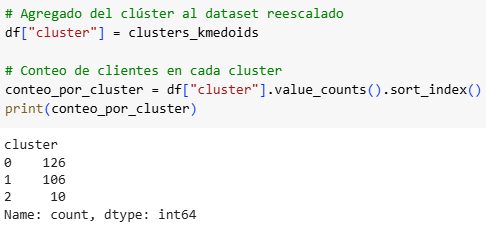 # Agregado del clúster al dataset reescalado
df["cluster"] = clusters_kmedoids
# Conteo de clientes en cada cluster
conteo_por_cluster = df["cluster"].value_counts().sort_index()
print(conteo_por_cluster)
cluster
0    126
1    106
2     10
Name: count, dtype: int64